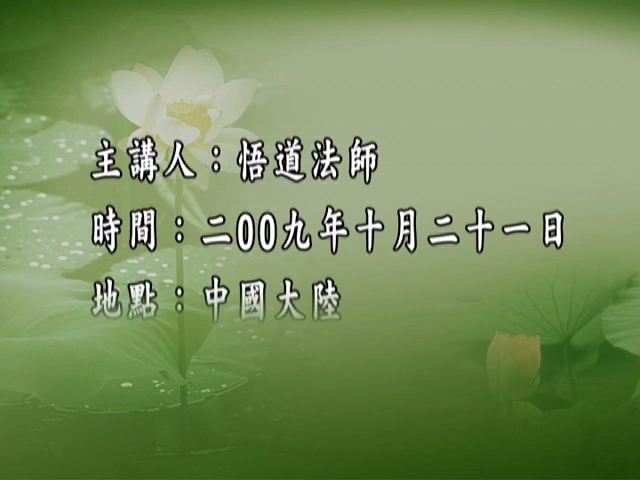 主講人：悟道法師
時間：二00九年十月二十一日
地點：中國大陸